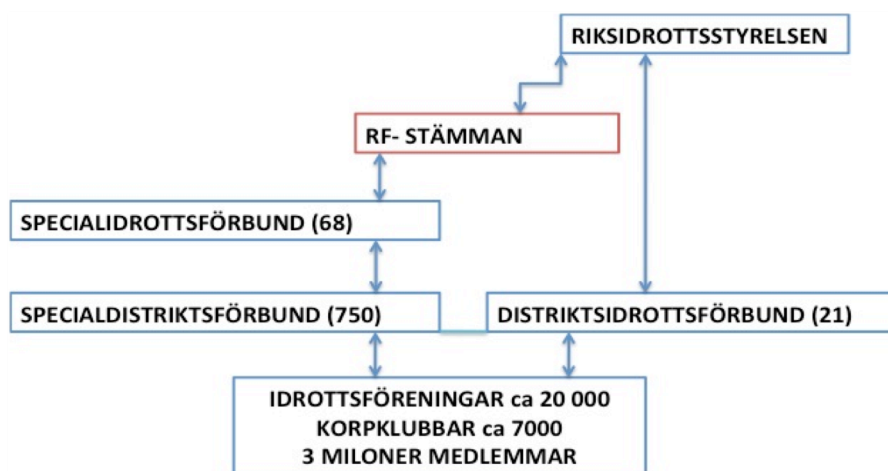 RIKSIDROTTSSTYRELSEN
RF- STÄMMAN
SPECIALIDROTTSFÖRBUND (68)
SPECIALDISTRIKTSFÖRBUND (750)
DISTRIKTSIDROTTSFÖRBUND (21)
IDROTTSFÖRENINGAR ca 20 000
KORPKLUBBAR ca 7000
3 MILONER MEDLEMMAR